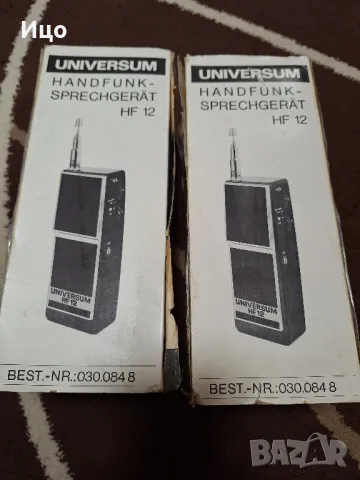 Ицо
UNIVERSUM
HANDFUNK-
SPRECHGERÄT
HF 12
UNIVERSUM
HF 12
BEST.-NR.:030.084 8
UNIVERSUM
HANDFUNK-
SPRECHGERÄT
HF 12
UNIVERSUM
HF 12
BEST.-NR.:030.084 8
BAZAR